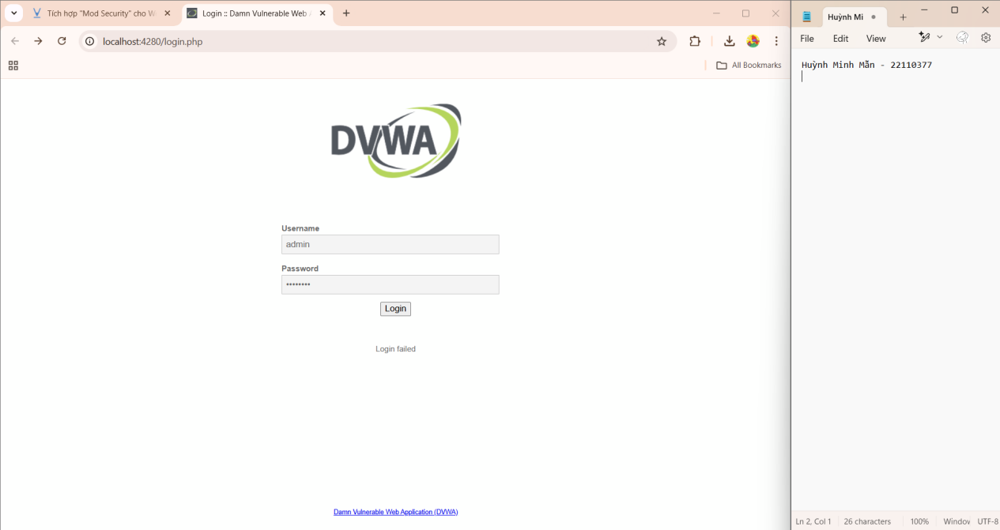 Tích hợp "Mod Security" cho W
Login :: Damn Vulnerable Web A
localhost:4280/login.php
All Bookmarks
DVWA
Username
admin
Password
••••••••
Login
Login failed
Damn Vulnerable Web Application (DVWA)
Huỳnh Mi
File Edit View
Huỳnh Minh Mẫn - 22110377
Ln 2, Col 1 26 characters 100% Window UTF-8